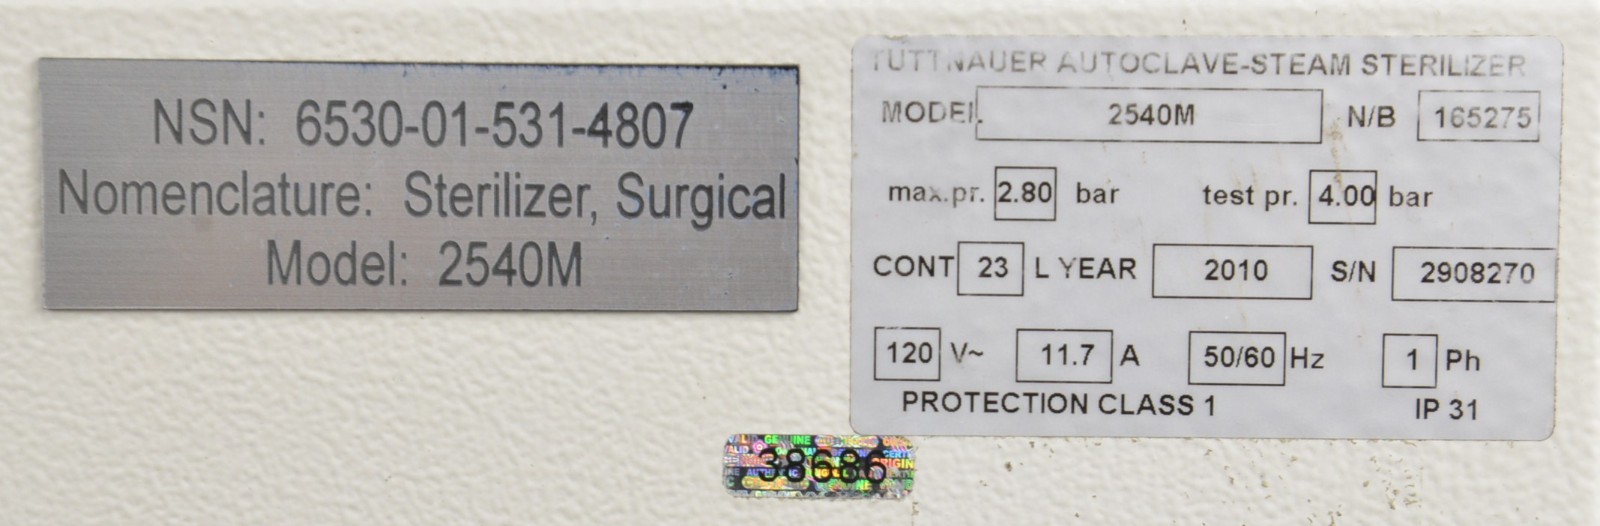 NSN: 6530-01-531-4807
Nomenclature: Sterilizer, Surgical
Model: 2540M
TUTTNAUER AUTOCLAVE-STEAM STERILIZER
MODEL 2540M N/B 165275
max.pr. 2.80 bar test pr. 4.00 bar
CONT 23 L YEAR 2010 S/N 2908270
120 V~ 11.7 A 50/60 Hz 1 Ph
PROTECTION CLASS 1 IP 31
38686